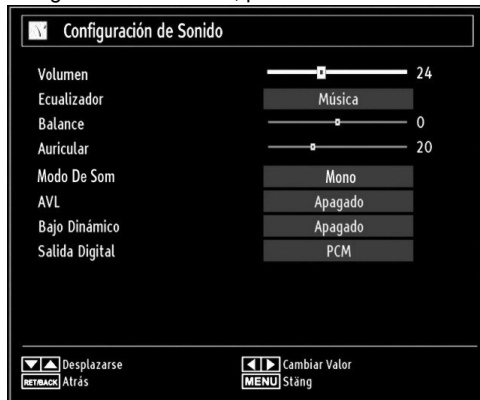 Configuración de Sonido
Volumen 24
Ecualizador Música
Balance 0
Auricular 20
Modo De Som Mono
AVL Apagado
Bajo Dinámico Apagado
Salida Digital PCM
Desplazarse Cambiar Valor
RET/BACK Atrás MENU Stäng